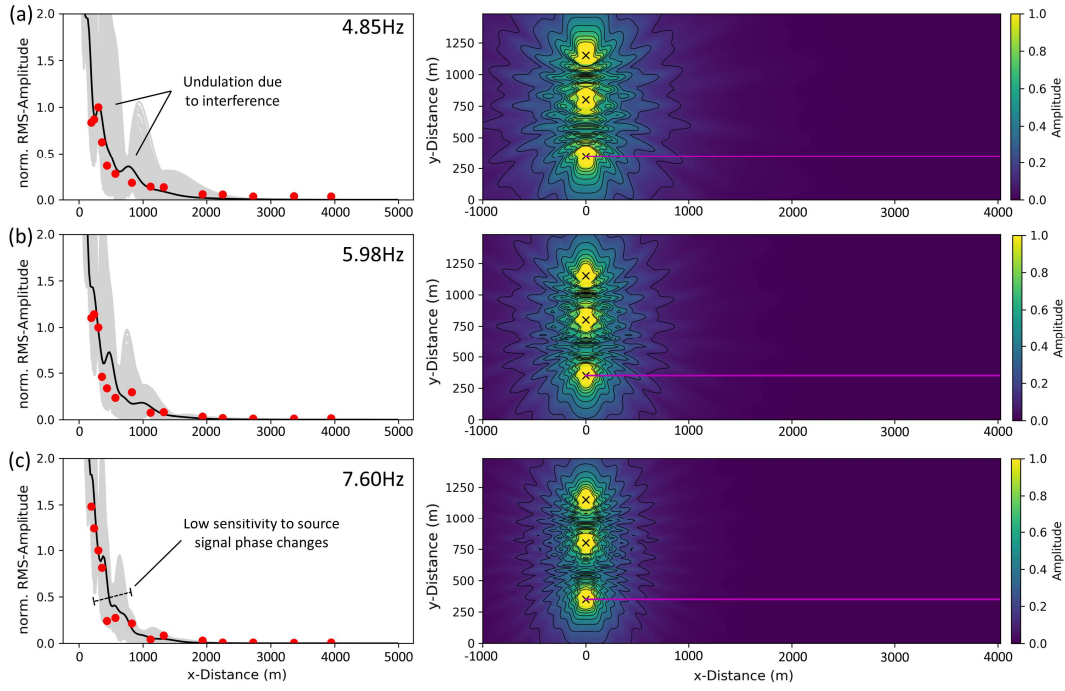 (a)
norm. RMS-Amplitude
2.0
1.5
1.0
0.5
0.0
4.85Hz
Undulation due
to interference
0 1000 2000 3000 4000 5000
y-Distance (m)
1250
1000
750
500
250
0
-1000 0 1000 2000 3000 4000
1.0
0.8
0.6
0.4
0.2
0.0
Amplitude
(b)
norm. RMS-Amplitude
2.0
1.5
1.0
0.5
0.0
5.98Hz
0 1000 2000 3000 4000 5000
y-Distance (m)
1250
1000
750
500
250
0
-1000 0 1000 2000 3000 4000
1.0
0.8
0.6
0.4
0.2
0.0
Amplitude
(c)
norm. RMS-Amplitude
2.0
1.5
1.0
0.5
0.0
7.60Hz
Low sensitivity to source
signal phase changes
0 1000 2000 3000 4000 5000
x-Distance (m)
y-Distance (m)
1250
1000
750
500
250
0
-1000 0 1000 2000 3000 4000
x-Distance (m)
1.0
0.8
0.6
0.4
0.2
0.0
Amplitude